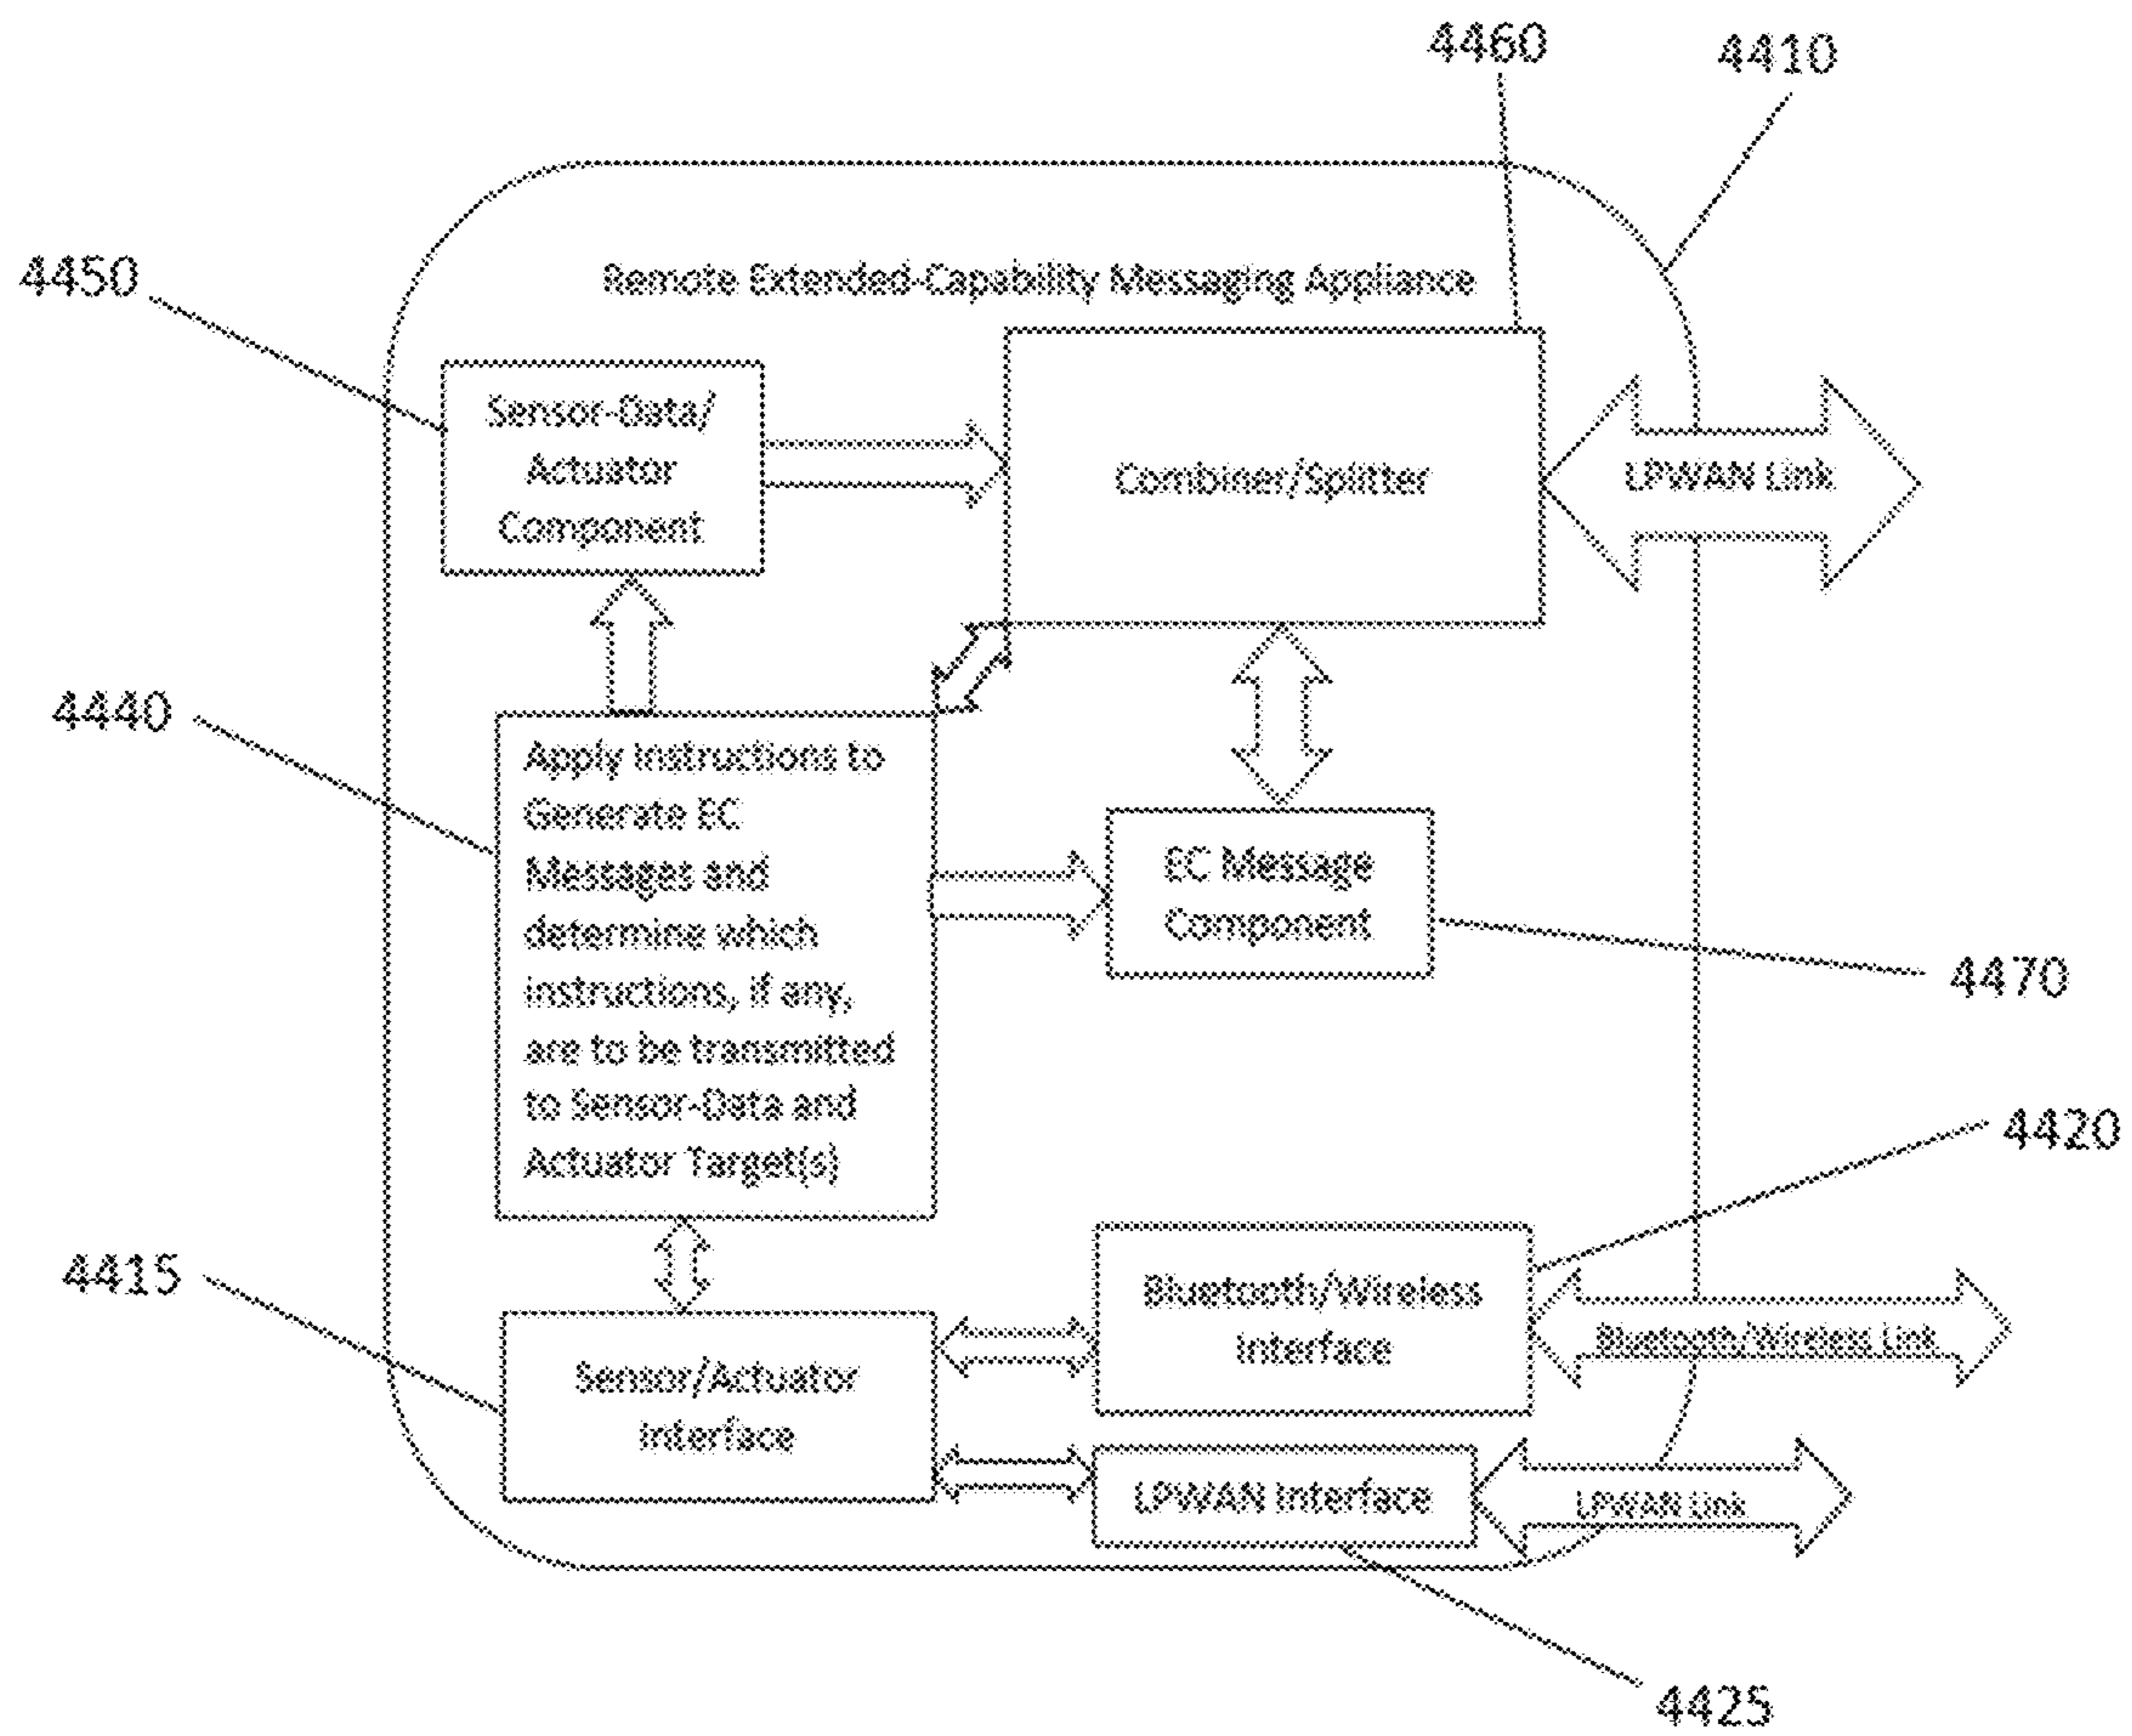 4460
4410
Remote Extended-Capability Messaging Appliance
4450
Sensor-Data/
Actuator
Component
Combiner/Splitter
LPWAN Link
4440
Apply Instructions to
Generate EC
Messages and
determine which
instructions, if any,
are to be transmitted
to Sensor-Data and
Actuator Target(s)
EC Message
Component
4470
4420
4415
Bluetooth/Wireless
Interface
Bluetooth/Wireless Link
Sensor/Actuator
Interface
LPWAN Interface
LPWAN Link
4425